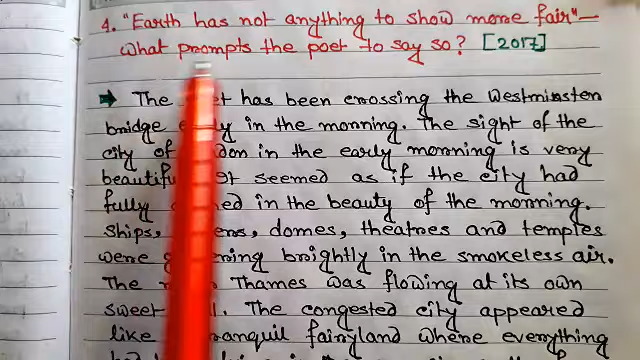 4. "Earth has not anything to show more fair"—
what prompts the poet to say so? [2017]
→ The has been crossing the Westminster
bridge in the morning. The sight of the
city of in the early morning is very
seemed as if the city had
fully in the beauty of the morning.
Ships, domes, theatres and temples
were brightly in the smokeless air.
The Thames was flowing at its own
sweet The congested city appeared
like tranquil fairyland where everything